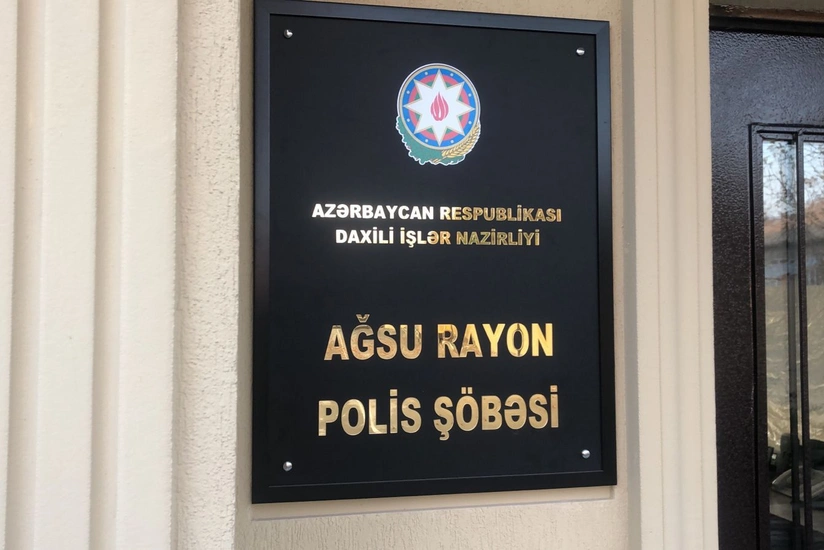 AZƏRBAYCAN RESPUBLİKASI
DAXİLİ İŞLƏR NAZİRLİYİ
AĞSU RAYON
POLİS ŞÖBƏSİ